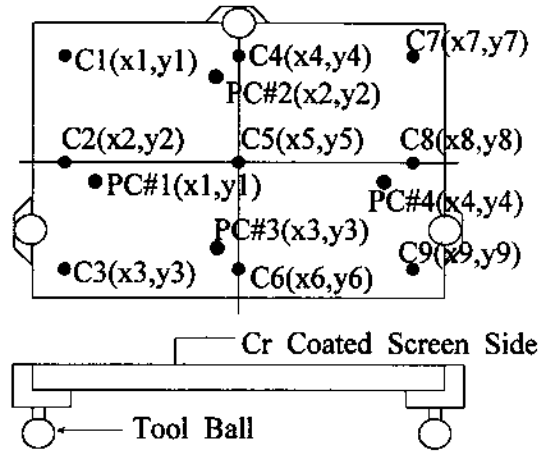 C1(x1,y1) C4(x4,y4) C7(x7,y7)
PC#2(x2,y2)
C2(x2,y2) C5(x5,y5) C8(x8,y8)
PC#1(x1,y1) PC#4(x4,y4)
PC#3(x3,y3)
C3(x3,y3) C6(x6,y6) C9(x9,y9)
Cr Coated Screen Side
Tool Ball